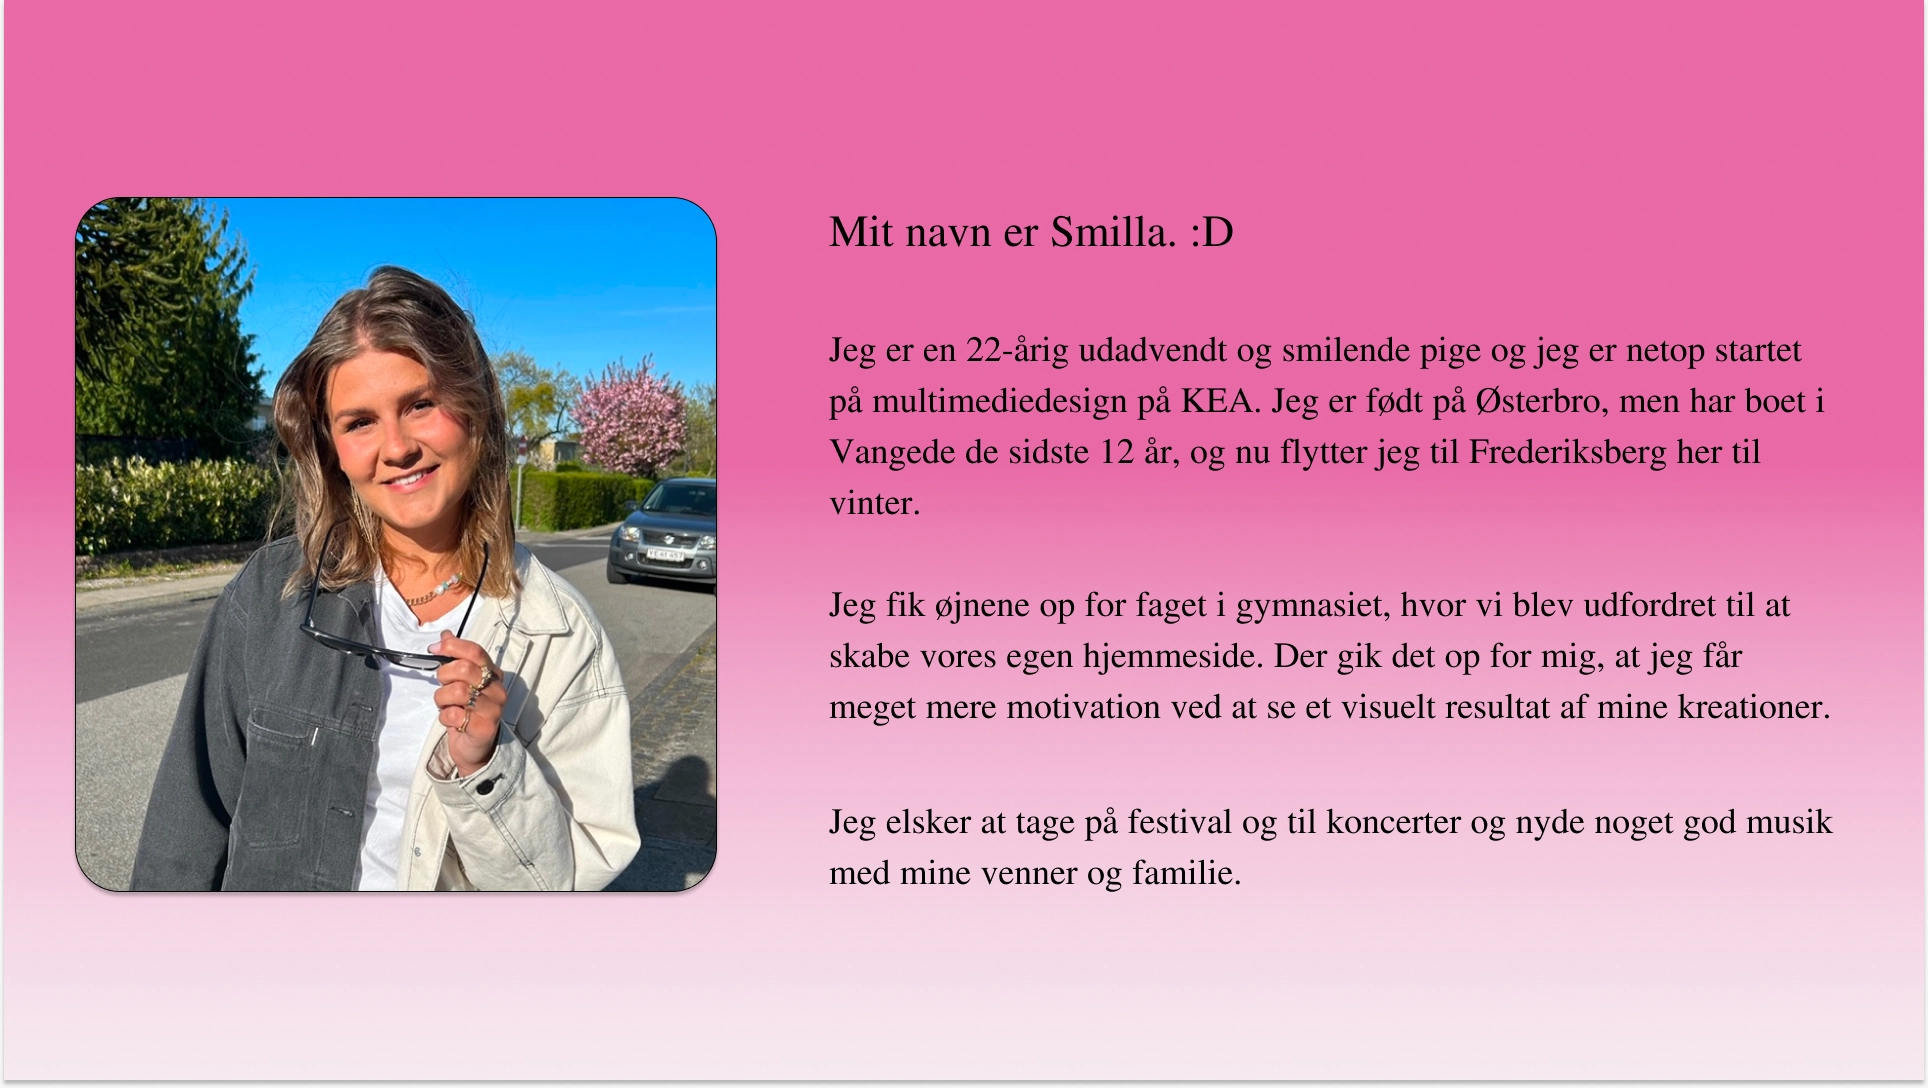 Mit navn er Smilla. :D
Jeg er en 22-årig udadvendt og smilende pige og jeg er netop startet
på multimediedesign på KEA. Jeg er født på Østerbro, men har boet i
Vangede de sidste 12 år, og nu flytter jeg til Frederiksberg her til
vinter.
Jeg fik øjnene op for faget i gymnasiet, hvor vi blev udfordret til at
skabe vores egen hjemmeside. Der gik det op for mig, at jeg får
meget mere motivation ved at se et visuelt resultat af mine kreationer.
Jeg elsker at tage på festival og til koncerter og nyde noget god musik
med mine venner og familie.